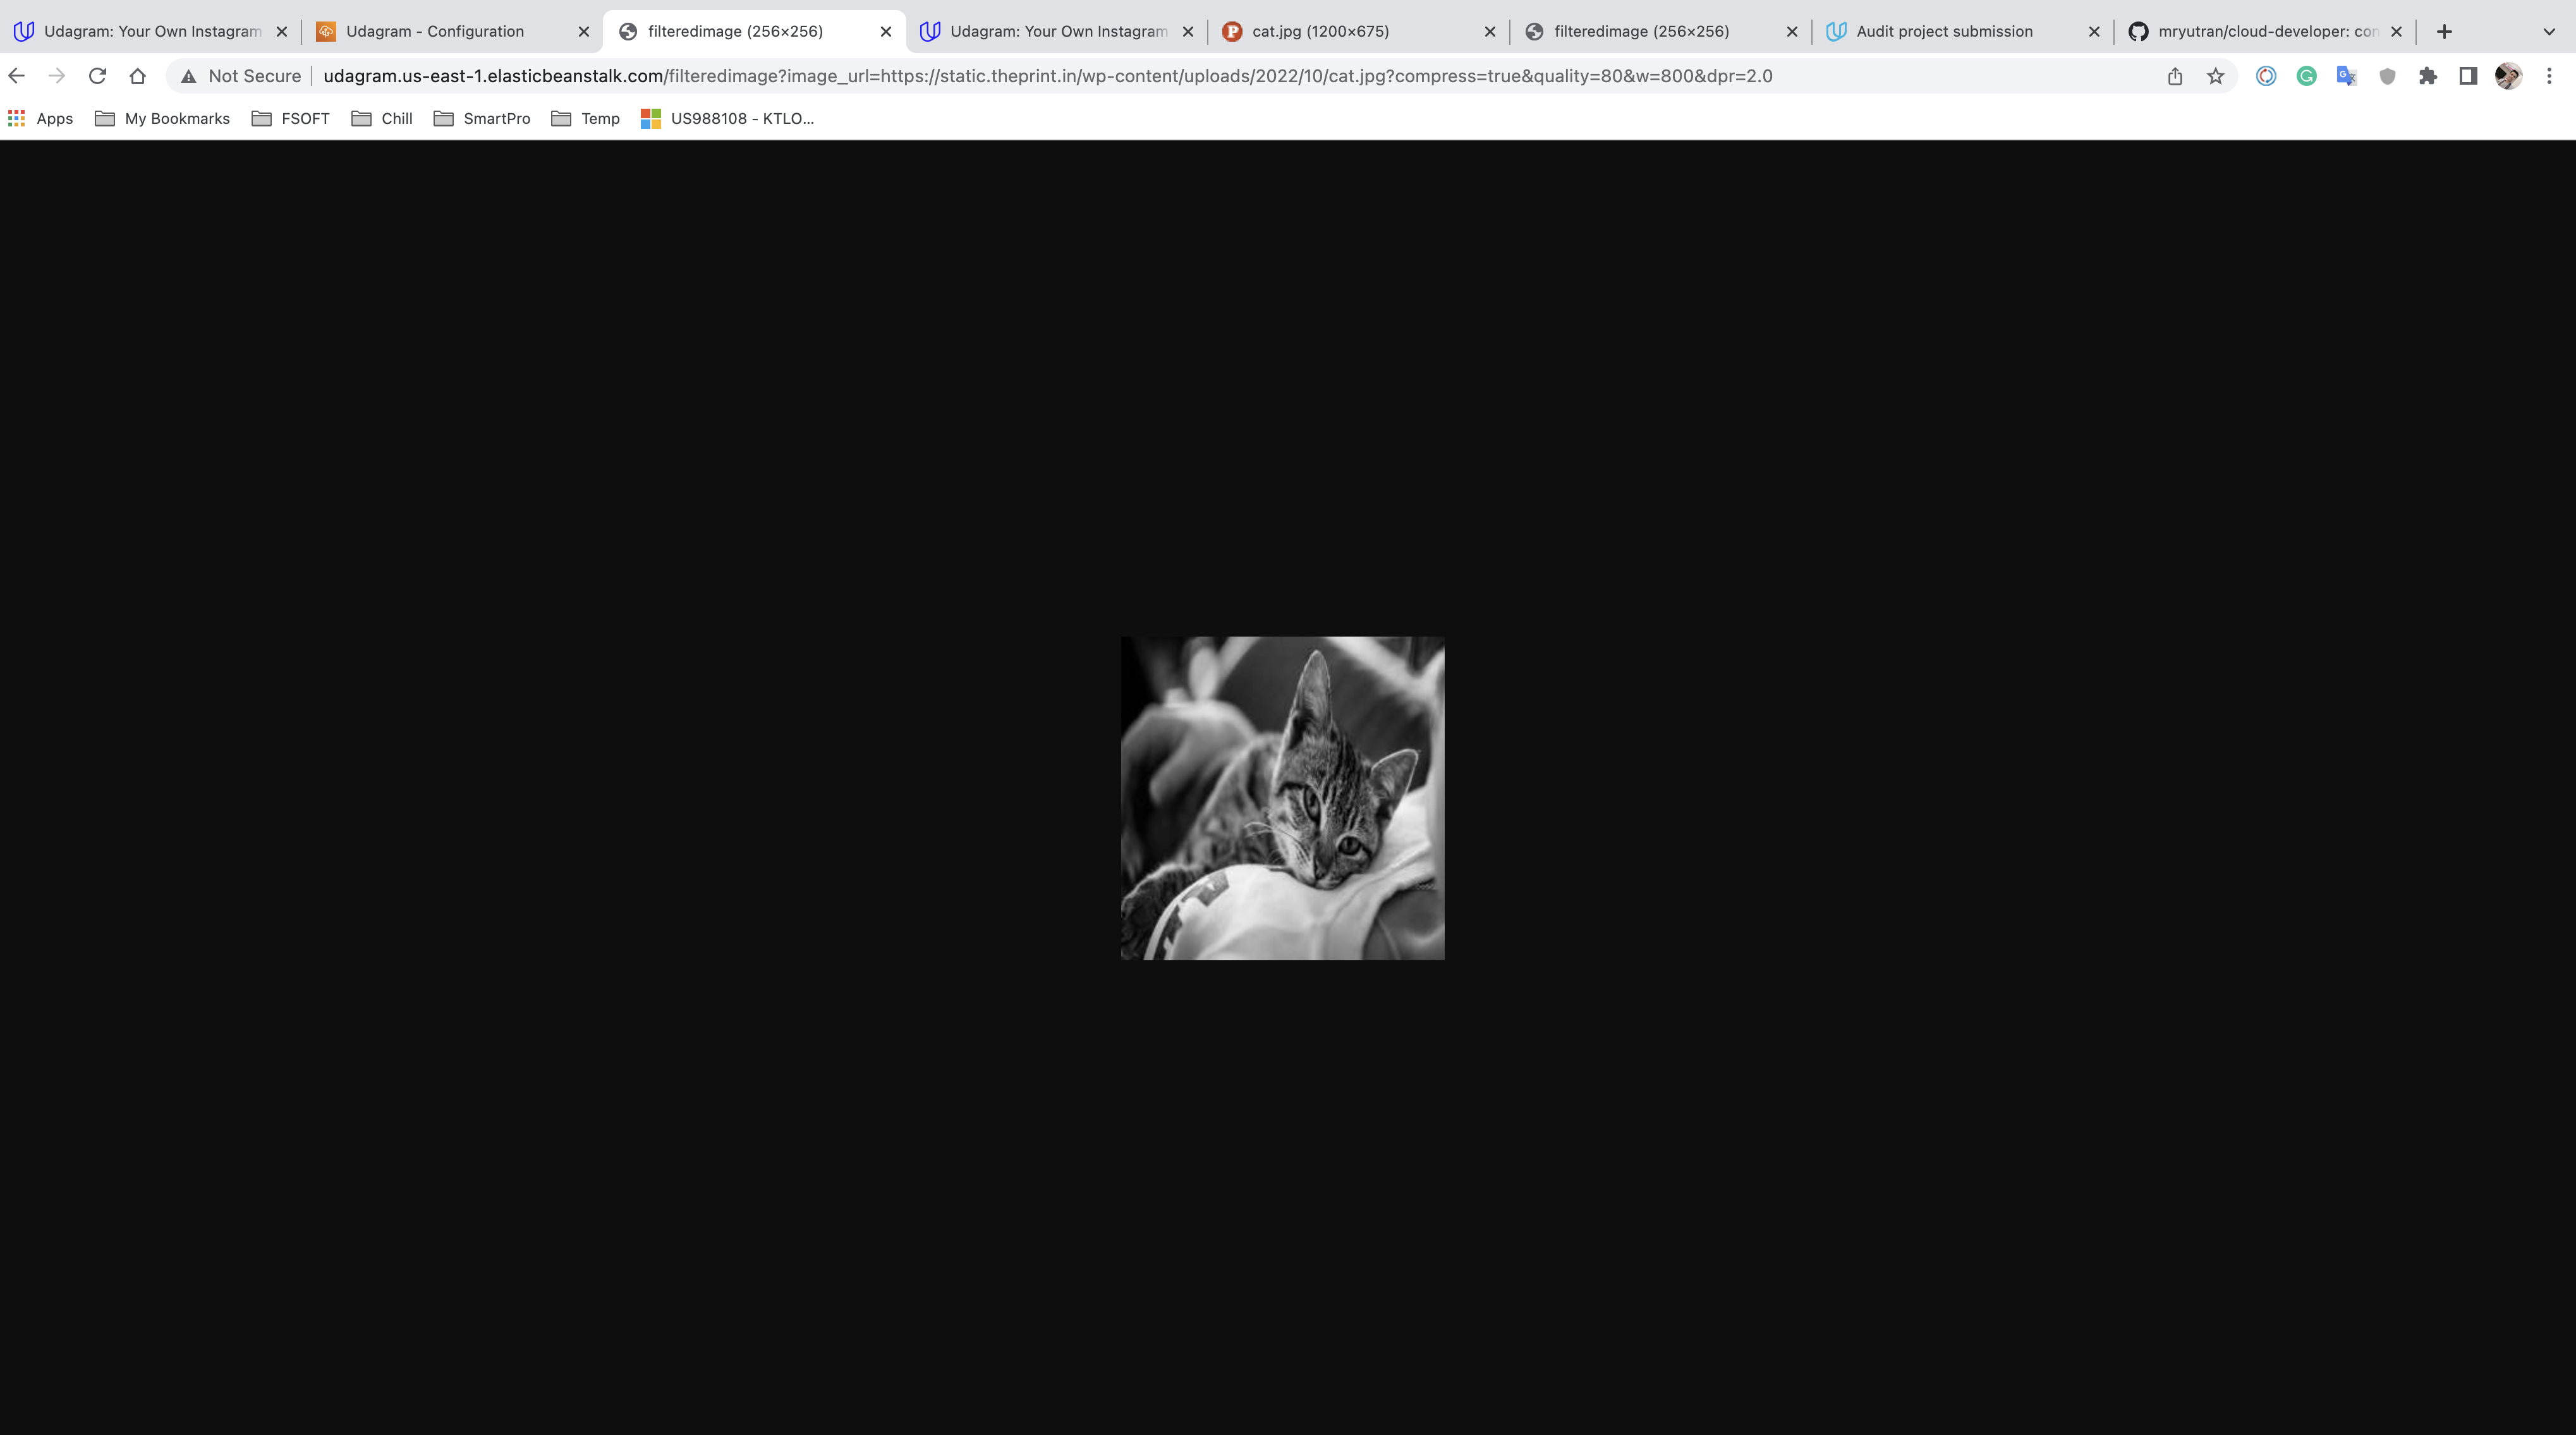 Udagram: Your Own Instagram
Udagram - Configuration
filteredimage (256×256)
Udagram: Your Own Instagram
cat.jpg (1200×675)
filteredimage (256×256)
Audit project submission
mryutran/cloud-developer: con
Not Secure
udagram.us-east-1.elasticbeanstalk.com/filteredimage?image_url=https://static.theprint.in/wp-content/uploads/2022/10/cat.jpg?compress=true&quality=80&w=800&dpr=2.0
Apps
My Bookmarks
FSOFT
Chill
SmartPro
Temp
US988108 - KTLO...